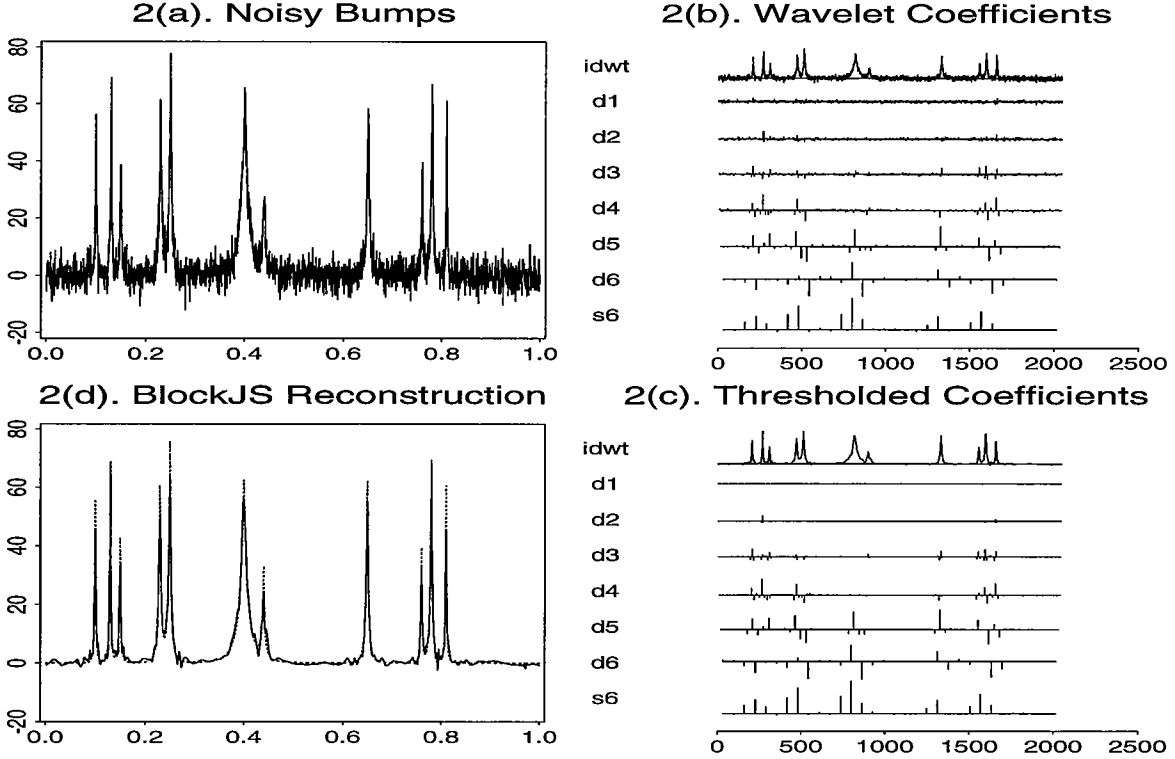 2(a). Noisy Bumps
80
60
40
20
0
-20
0.0 0.2 0.4 0.6 0.8 1.0
2(b). Wavelet Coefficients
idwt
d1
d2
d3
d4
d5
d6
s6
0 500 1000 1500 2000 2500
2(d). BlockJS Reconstruction
80
60
40
20
0
-20
0.0 0.2 0.4 0.6 0.8 1.0
2(c). Thresholded Coefficients
idwt
d1
d2
d3
d4
d5
d6
s6
0 500 1000 1500 2000 2500